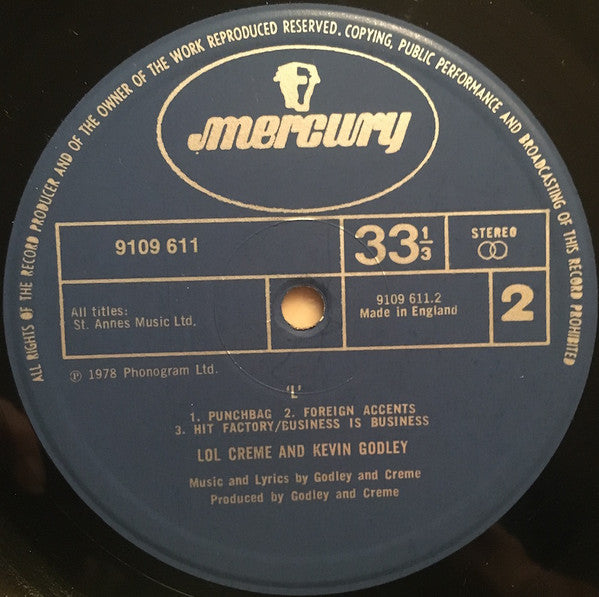 ALL RIGHTS OF THE RECORD PRODUCER AND OF THE OWNER OF THE WORK REPRODUCED RESERVED. COPYING, PUBLIC PERFORMANCE AND BROADCASTING OF THIS RECORD PROHIBITED
mercury
9109 611
33 1/3
STEREO
All titles:
St. Annes Music Ltd.
9109 611.2
Made in England
2
℗ 1978 Phonogram Ltd.
'L'
1. PUNCHBAG 2. FOREIGN ACCENTS
3. HIT FACTORY/BUSINESS IS BUSINESS
LOL CREME AND KEVIN GODLEY
Music and Lyrics by Godley and Creme
Produced by Godley and Creme